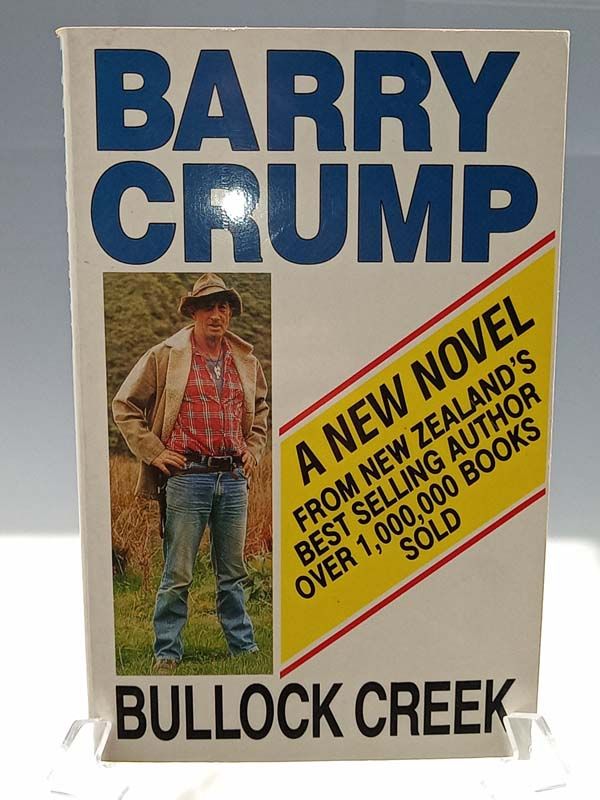 BARRY
CRUMP
A NEW NOVEL
FROM NEW ZEALAND'S
BEST SELLING AUTHOR
OVER 1,000,000 BOOKS
SOLD
BULLOCK CREEK